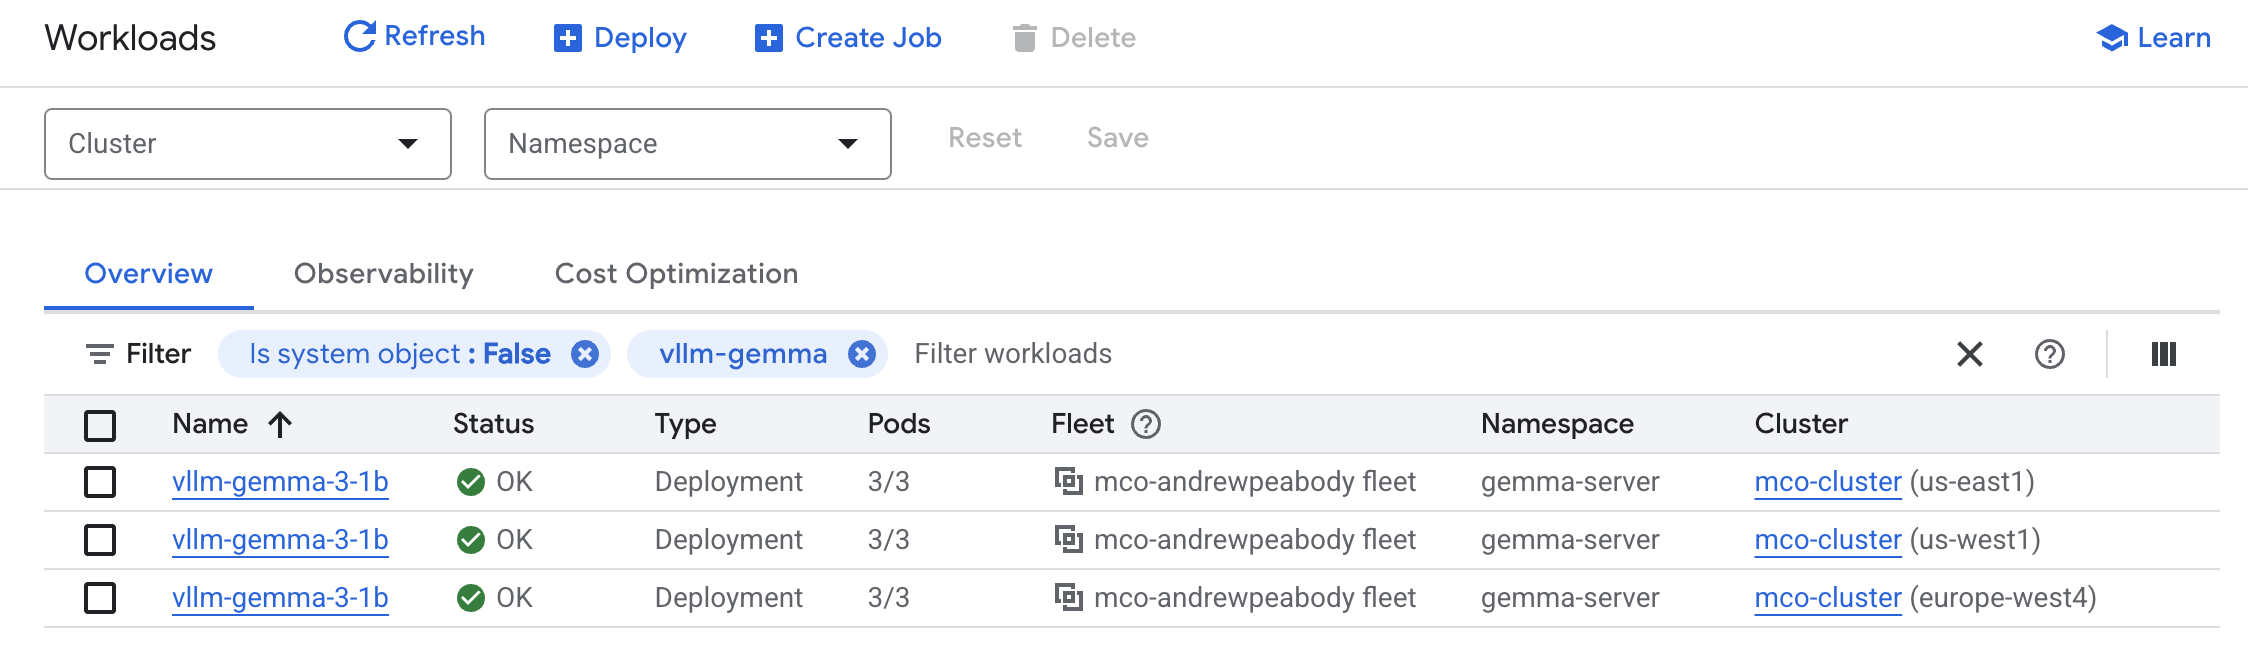 Workloads Refresh Deploy Create Job Delete Learn
Cluster Namespace Reset Save
Overview Observability Cost Optimization
Filter Is system object : False vllm-gemma Filter workloads
Name Status Type Pods Fleet Namespace Cluster
vllm-gemma-3-1b OK Deployment 3/3 mco-andrewpeabody fleet gemma-server mco-cluster (us-east1)
vllm-gemma-3-1b OK Deployment 3/3 mco-andrewpeabody fleet gemma-server mco-cluster (us-west1)
vllm-gemma-3-1b OK Deployment 3/3 mco-andrewpeabody fleet gemma-server mco-cluster (europe-west4)